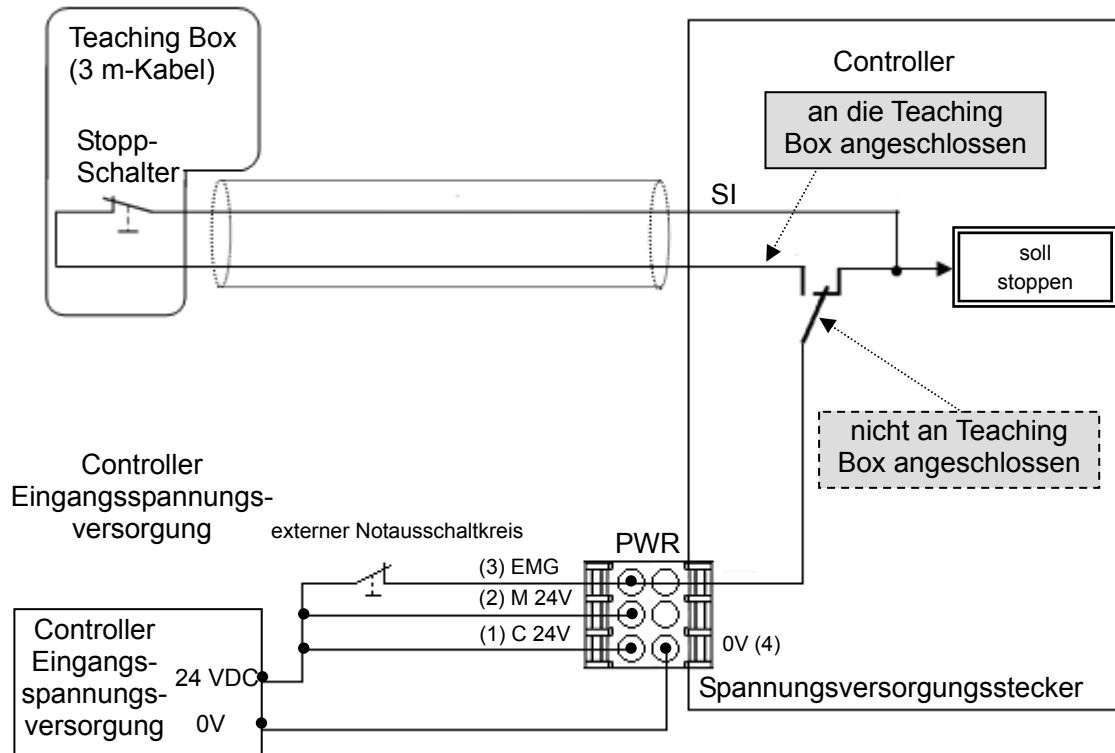 Teaching Box
(3 m-Kabel)
Stopp-
Schalter
Controller
an die Teaching
Box angeschlossen
SI
soll
stoppen
nicht an Teaching
Box angeschlossen
Controller
Eingangsspannungs-
versorgung
externer Notausschaltkreis
PWR
(3) EMG
(2) M 24V
(1) C 24V
0V (4)
Controller
Eingangs-
spannungs-
versorgung
24 VDC
0V
Spannungsversorgungsstecker